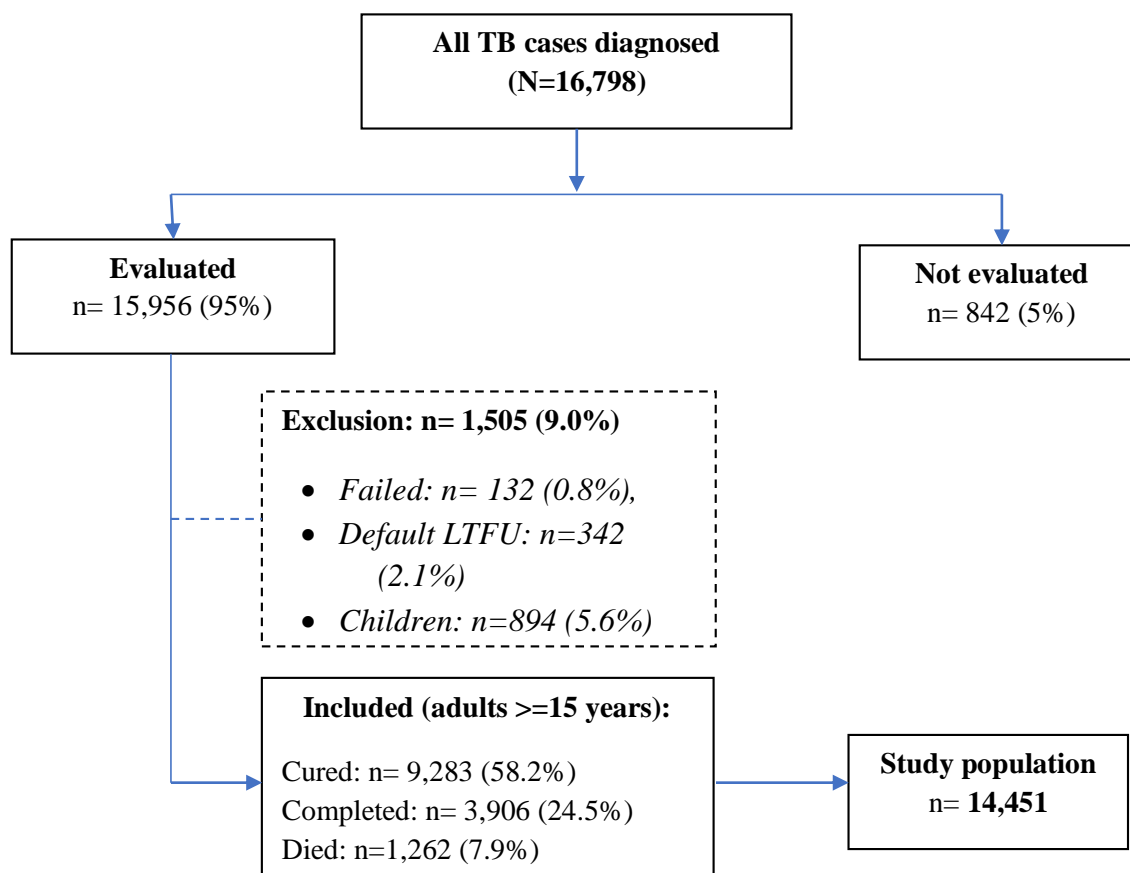 All TB cases diagnosed
(N=16,798)
Evaluated
n= 15,956 (95%)
Not evaluated
n= 842 (5%)
Exclusion: n= 1,505 (9.0%)
• Failed: n= 132 (0.8%),
• Default LTFU: n=342
(2.1%)
• Children: n=894 (5.6%)
Included (adults >=15 years):
Cured: n= 9,283 (58.2%)
Completed: n= 3,906 (24.5%)
Died: n=1,262 (7.9%)
Study population
n= 14,451